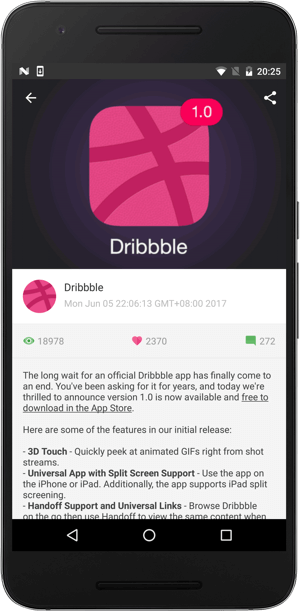 20:25
1.0
Dribbble
Dribbble
Mon Jun 05 22:06:13 GMT+08:00 2017
18978
2370
272
The long wait for an official Dribbble app has finally come to
an end. You've been asking for it for years, and today we're
thrilled to announce version 1.0 is now available and free to
download in the App Store.
Here are some of the features in our initial release:
- 3D Touch - Quickly peek at animated GIFs right from shot
streams.
- Universal App with Split Screen Support - Use the app on
the iPhone or iPad. Additionally, the app supports iPad split
screening.
- Handoff Support and Universal Links - Browse Dribbble
on the go then use Handoff to view the same content when